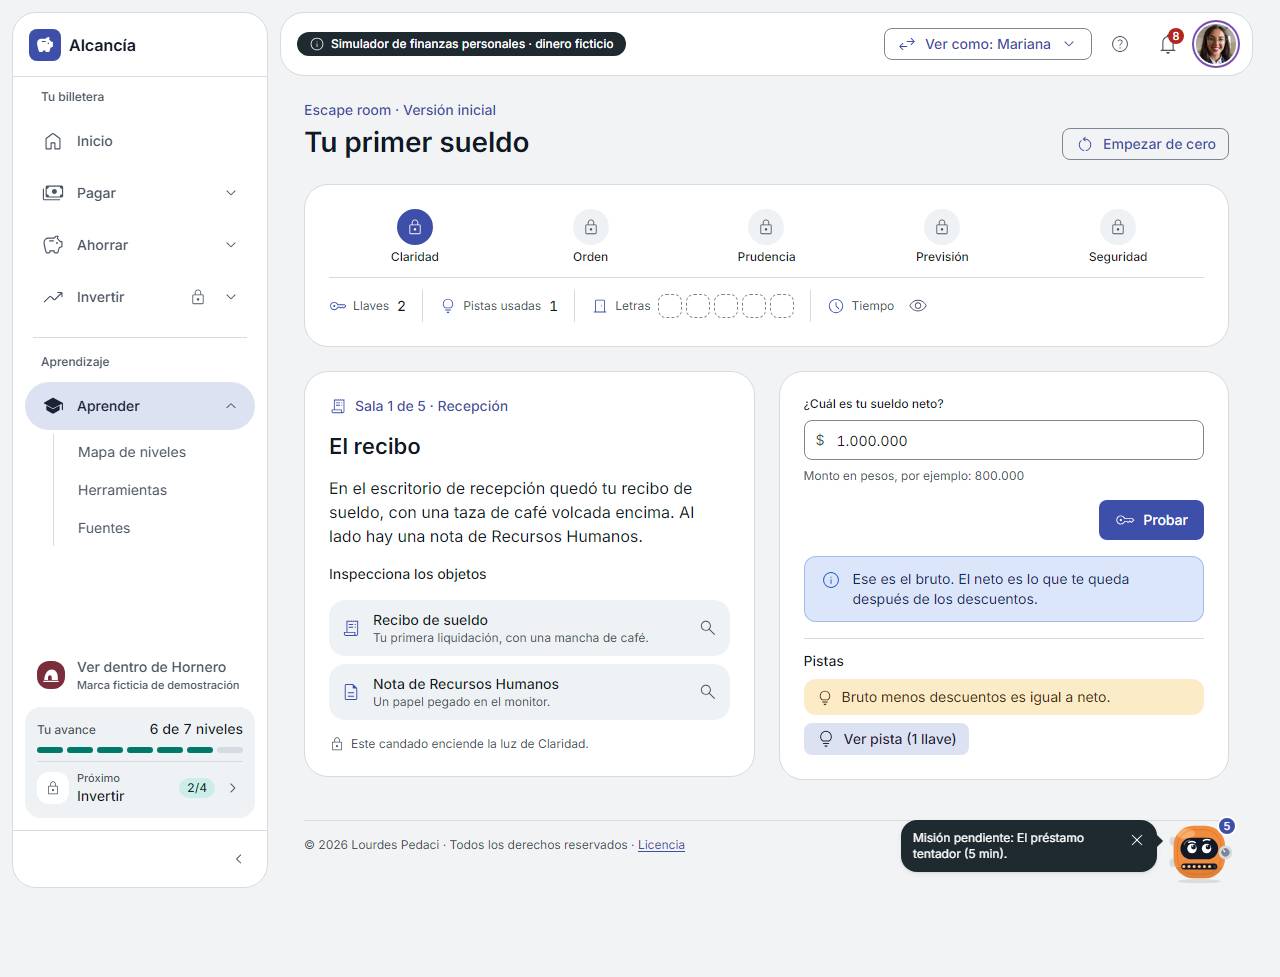 Alcancía
Simulador de finanzas personales · dinero ficticio
Ver como: Mariana
8
Tu billetera
Inicio
Pagar
Ahorrar
Invertir
Aprendizaje
Aprender
Mapa de niveles
Herramientas
Fuentes
Ver dentro de Hornero
Marca ficticia de demostración
Tu avance
6 de 7 niveles
Próximo
Invertir
2/4
Escape room · Versión inicial
Tu primer sueldo
Empezar de cero
Claridad
Orden
Prudencia
Previsión
Seguridad
Llaves 2
Pistas usadas 1
Letras
Tiempo
Sala 1 de 5 · Recepción
El recibo
En el escritorio de recepción quedó tu recibo de
sueldo, con una taza de café volcada encima. Al
lado hay una nota de Recursos Humanos.
Inspecciona los objetos
Recibo de sueldo
Tu primera liquidación, con una mancha de café.
Nota de Recursos Humanos
Un papel pegado en el monitor.
Este candado enciende la luz de Claridad.
¿Cuál es tu sueldo neto?
$ 1.000.000
Monto en pesos, por ejemplo: 800.000
Probar
Ese es el bruto. El neto es lo que te queda
después de los descuentos.
Pistas
Bruto menos descuentos es igual a neto.
Ver pista (1 llave)
© 2026 Lourdes Pedaci · Todos los derechos reservados · Licencia
Misión pendiente: El préstamo
tentador (5 min).
5